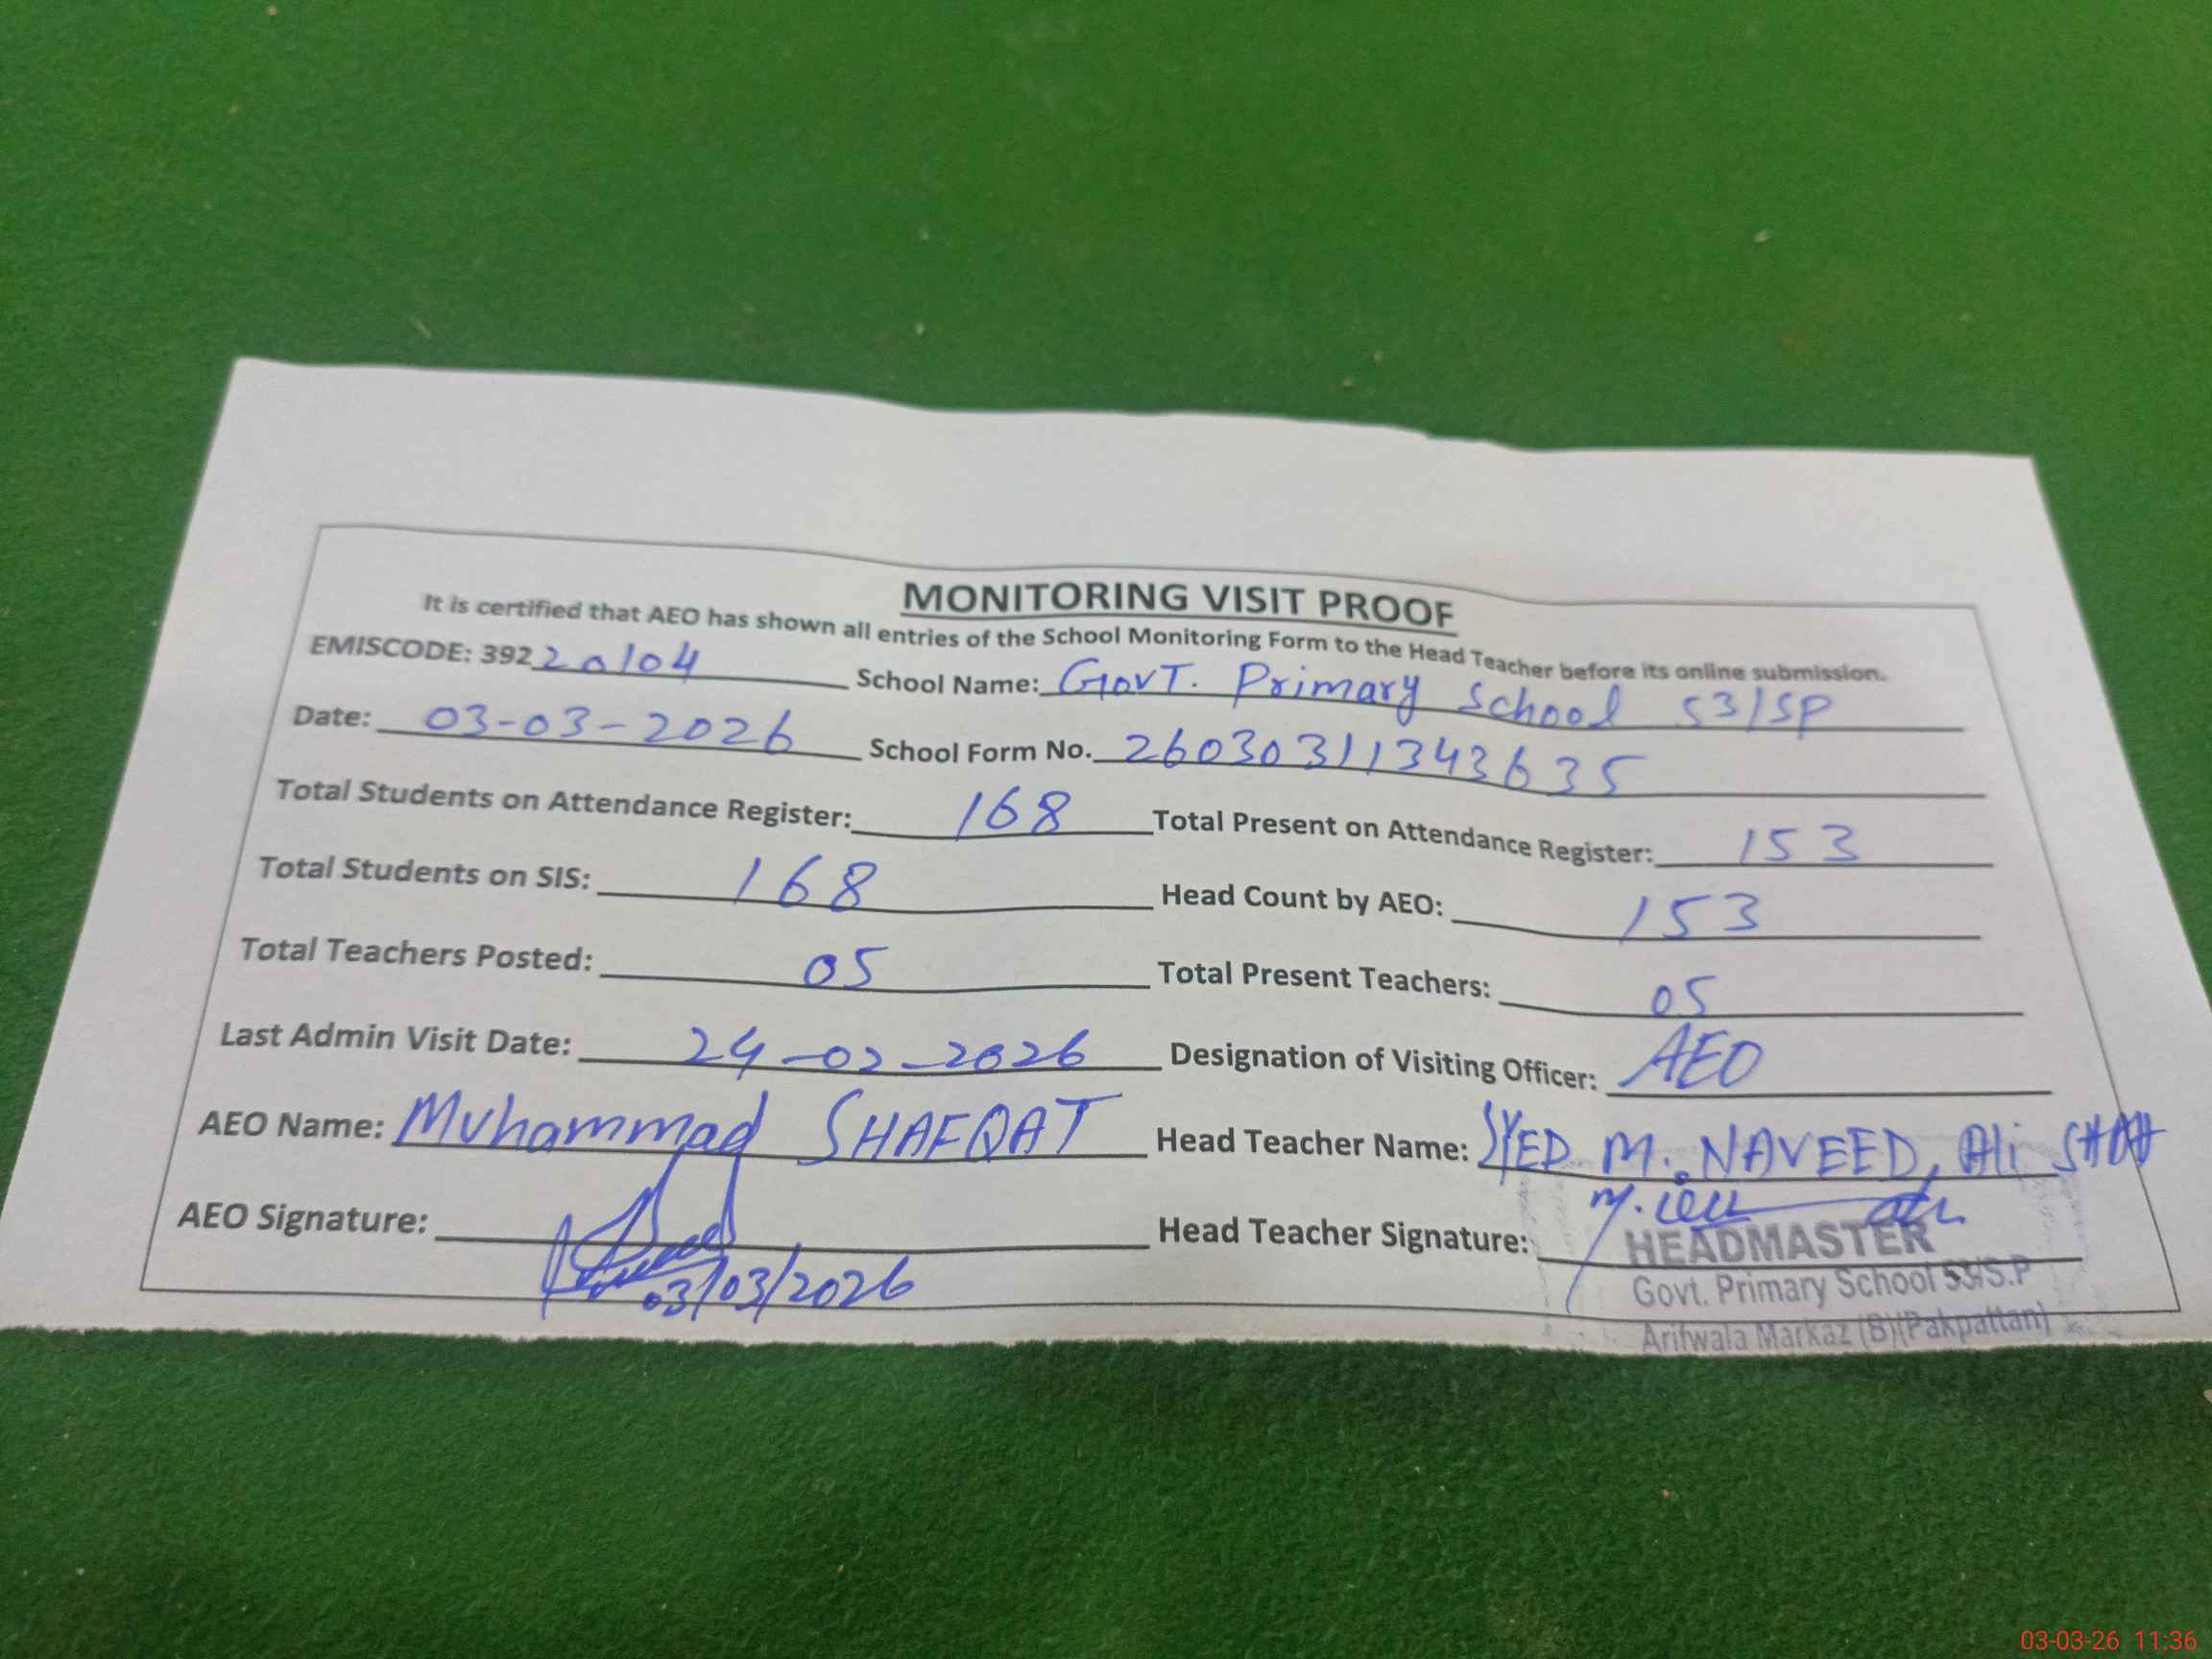 MONITORING VISIT PROOF
It is certified that AEO has shown all entries of the School Monitoring Form to the Head Teacher before its online submission.
EMISCODE: 39220104 School Name: GOVT. Primary School 53/SP
Date: 03-03-2026 School Form No. 26030311343635
Total Students on Attendance Register: 168 Total Present on Attendance Register: 153
Total Students on SIS: 168 Head Count by AEO: 153
Total Teachers Posted: 05 Total Present Teachers: 05
Last Admin Visit Date: 24-02-2026 Designation of Visiting Officer: AEO
AEO Name: Muhammad SHAFQAT Head Teacher Name: SYED M. NAVEED Ali SHAH
AEO Signature: 03/03/2026 Head Teacher Signature:
HEADMASTER
Govt. Primary School 53/S.P
Arifwala Markaz (B)(Pakpattan)
03-03-26 11:36